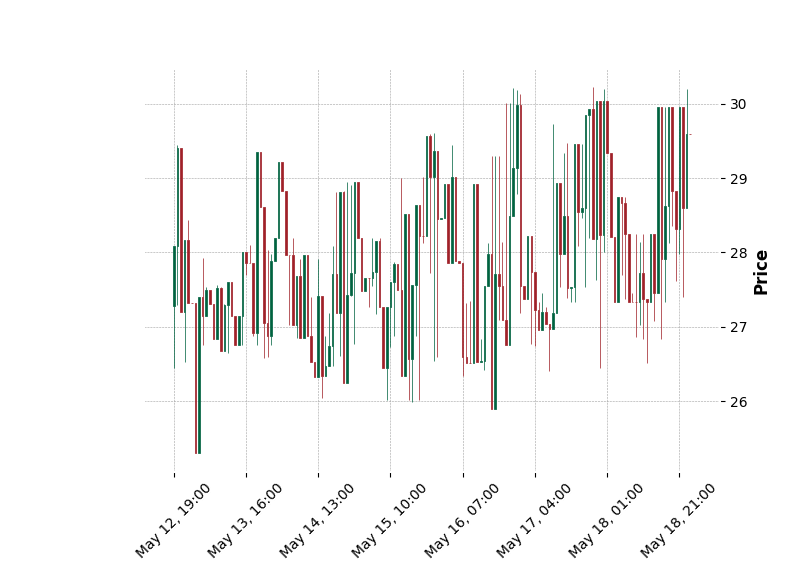 30
29
28
27
26
Price
May 12, 19:00
May 13, 16:00
May 14, 13:00
May 15, 10:00
May 16, 07:00
May 17, 04:00
May 18, 01:00
May 18, 21:00